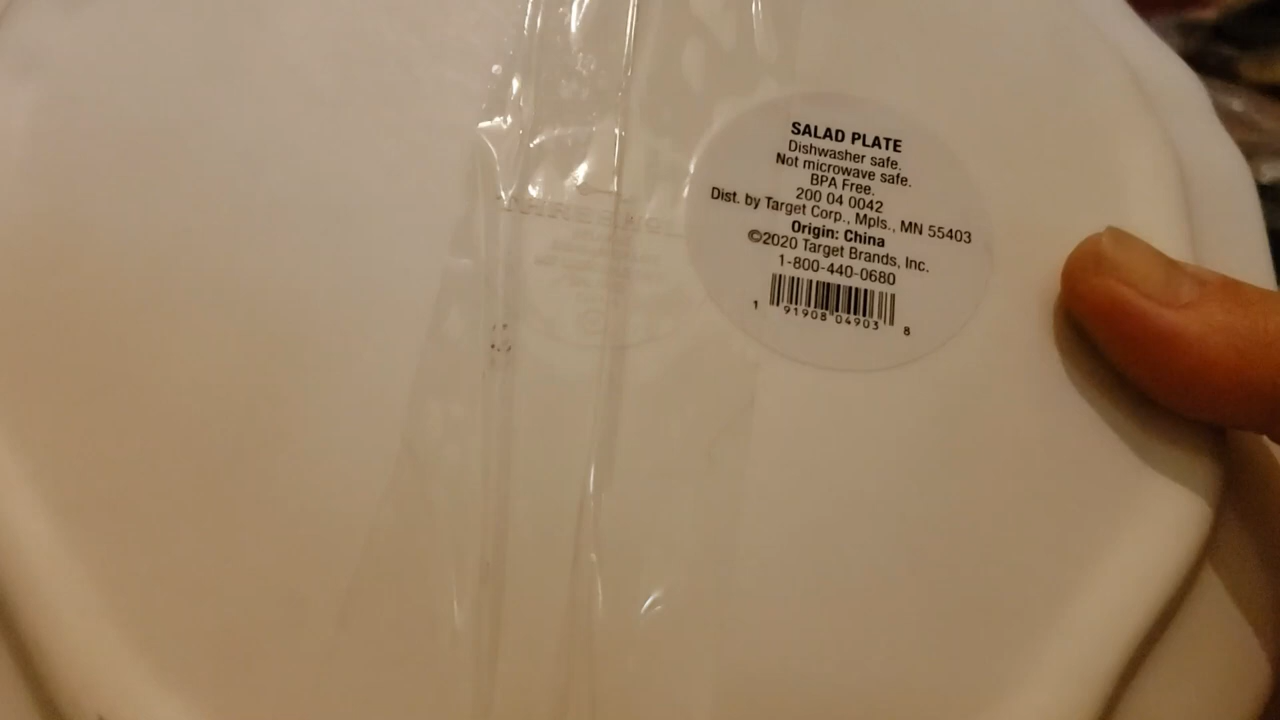 SALAD PLATE
Dishwasher safe.
Not microwave safe.
BPA Free.
200 04 0042
Dist. by Target Corp., Mpls., MN 55403
Origin: China
©2020 Target Brands, Inc.
1-800-440-0680
1 91908 04903 8